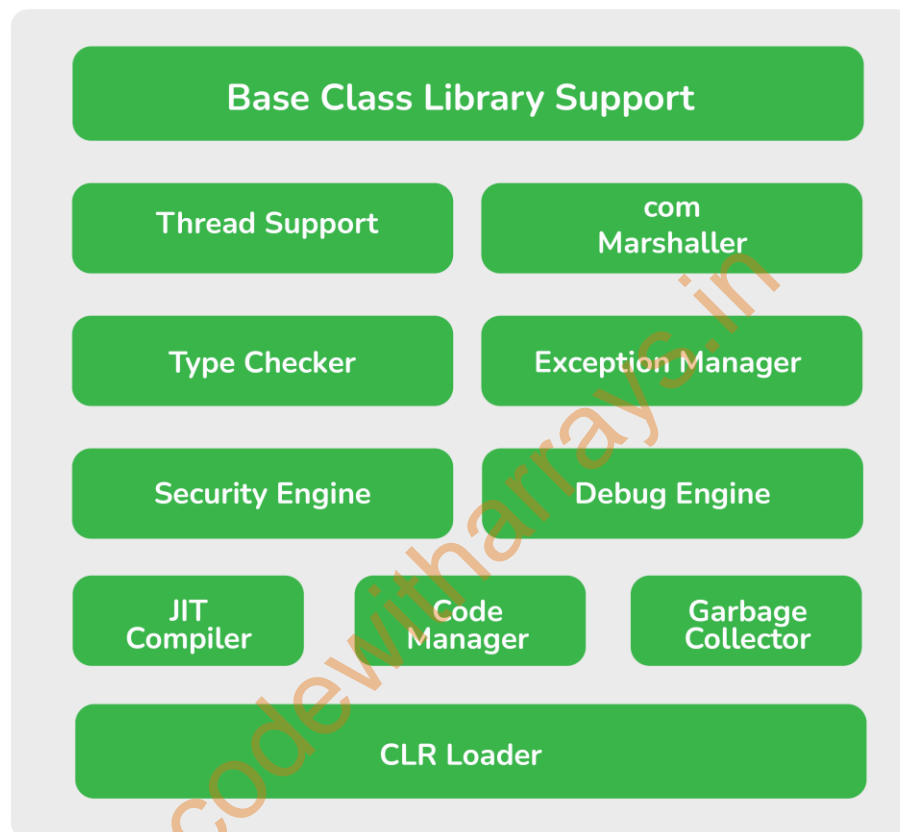 Base Class Library Support
Thread Support
com
Marshaller
Type Checker
Exception Manager
Security Engine
Debug Engine
JIT
Compiler
Code
Manager
Garbage
Collector
CLR Loader
codewitharrays.in